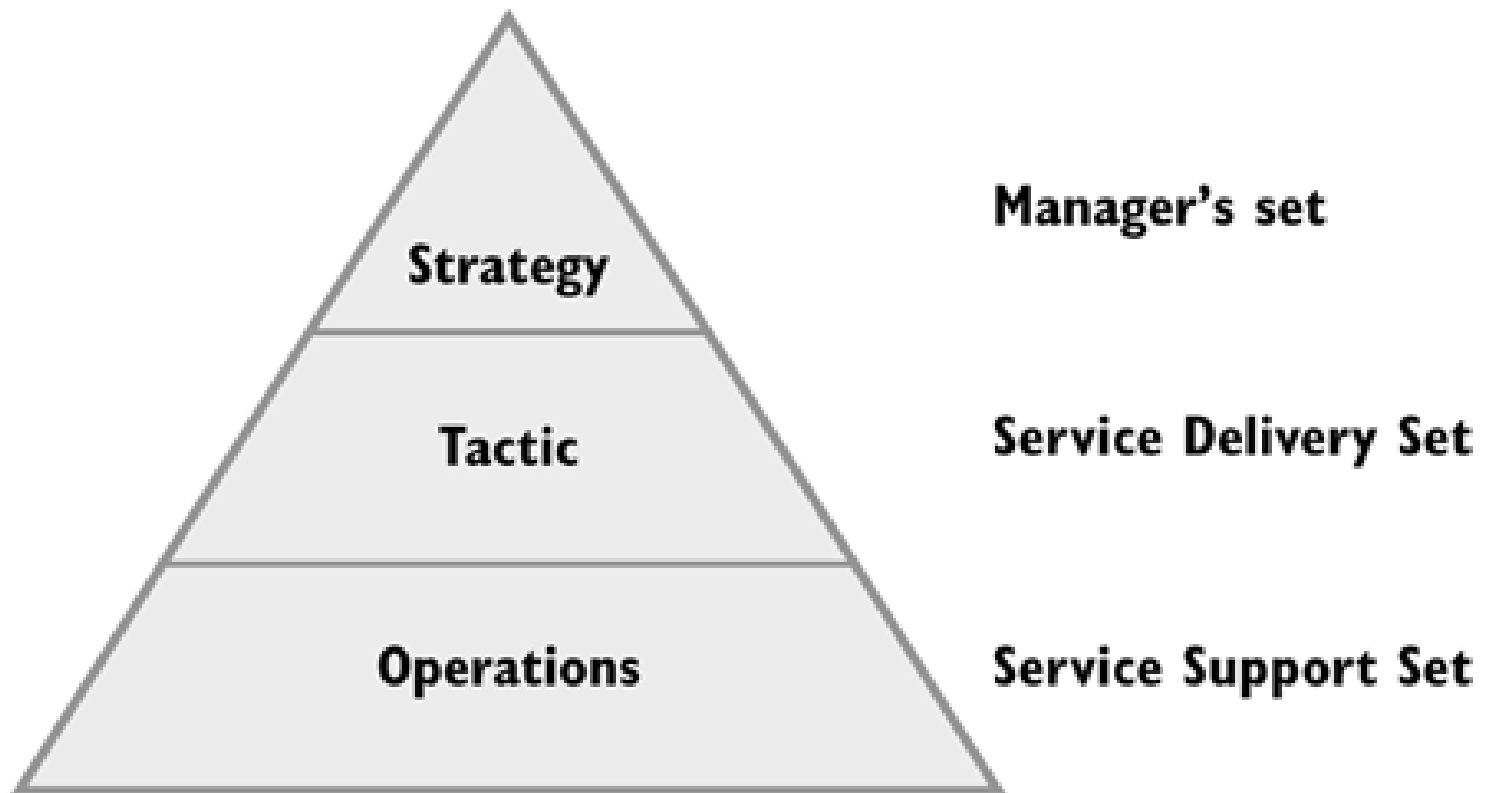 Manager's set
Strategy
Service Delivery Set
Tactic
Operations
Service Support Set